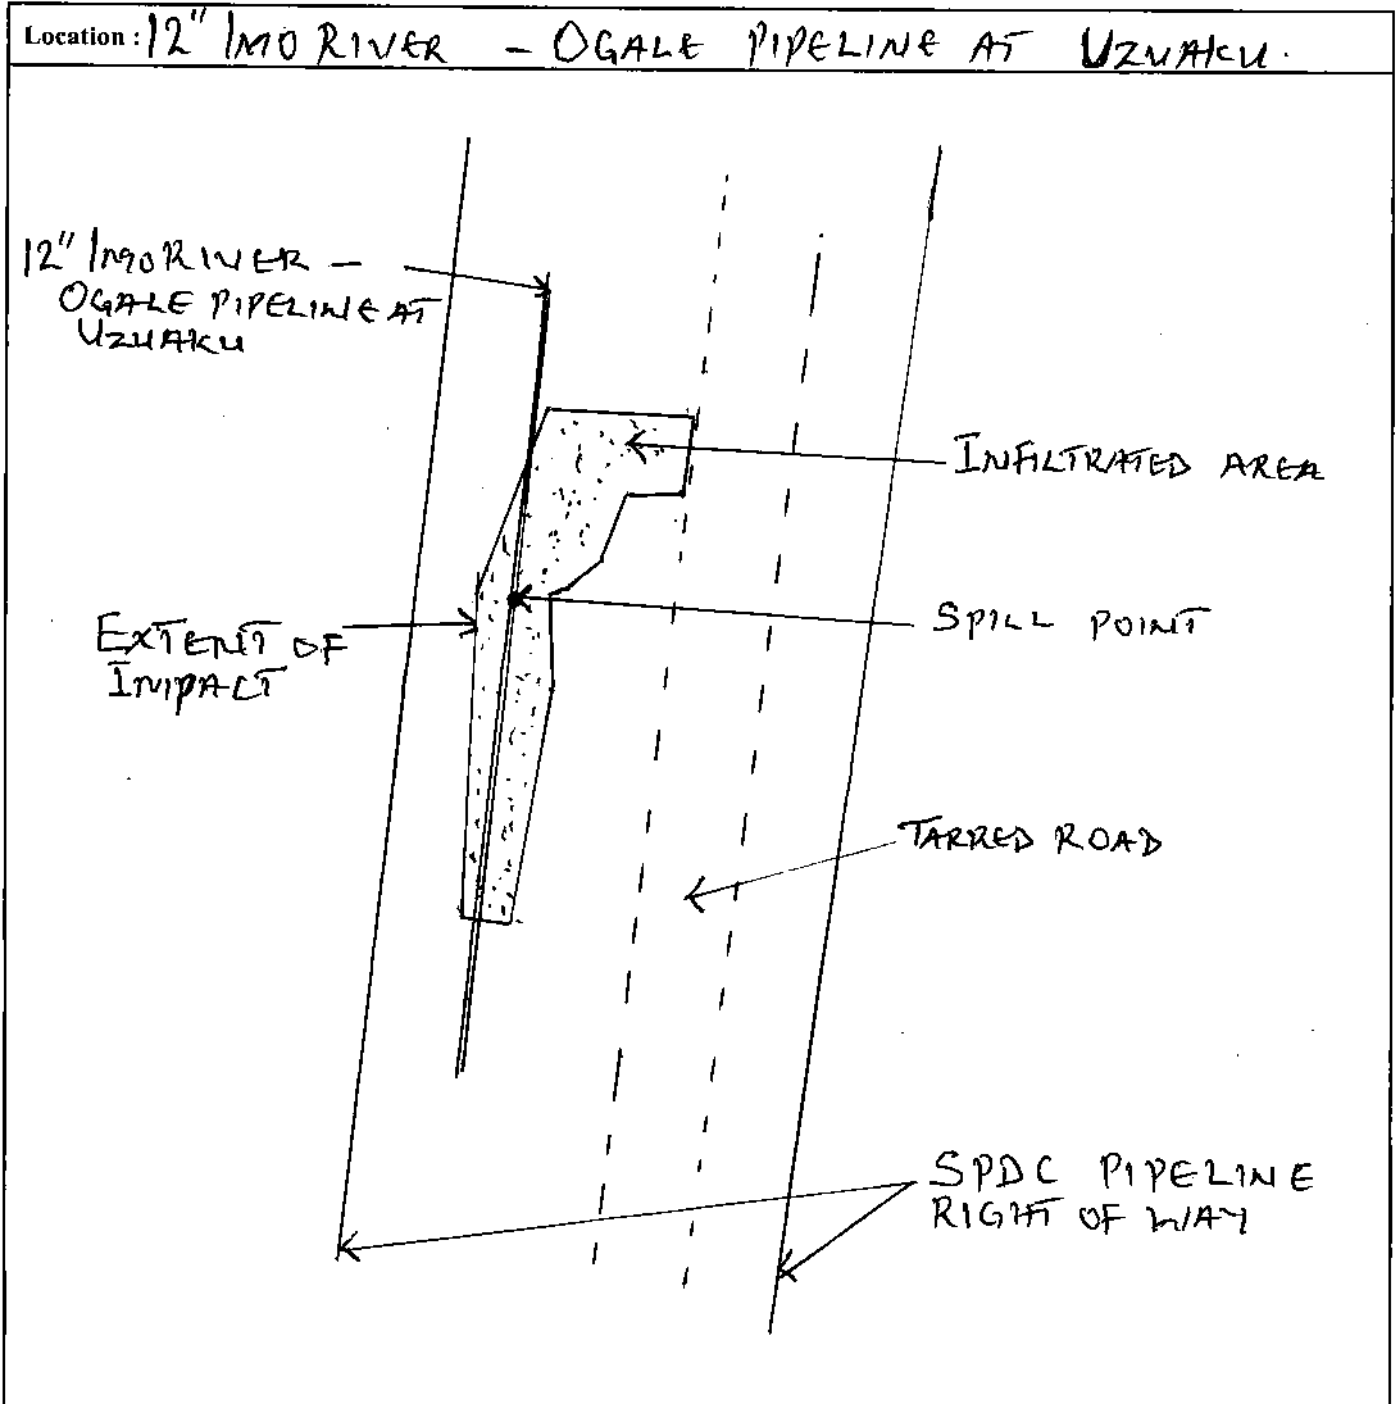 Location : 12" IMO RIVER - OGALE PIPELINE AT UZUAKU.
12" IMO RIVER -
OGALE PIPELINE AT
UZUAKU
INFILTRATED AREA
EXTENT OF
IMPACT
SPILL POINT
TARRED ROAD
SPDC PIPELINE
RIGHT OF WAY